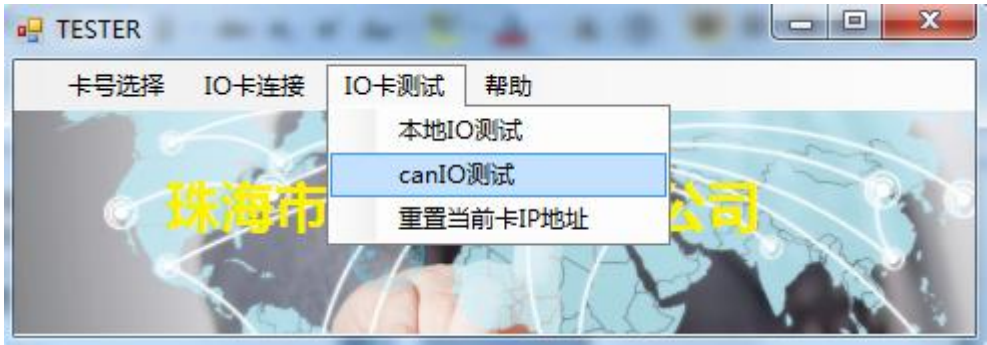 TESTER
卡号选择 IO卡连接 IO卡测试 帮助
本地IO测试
canIO测试
重置当前卡IP地址
珠海市 公司